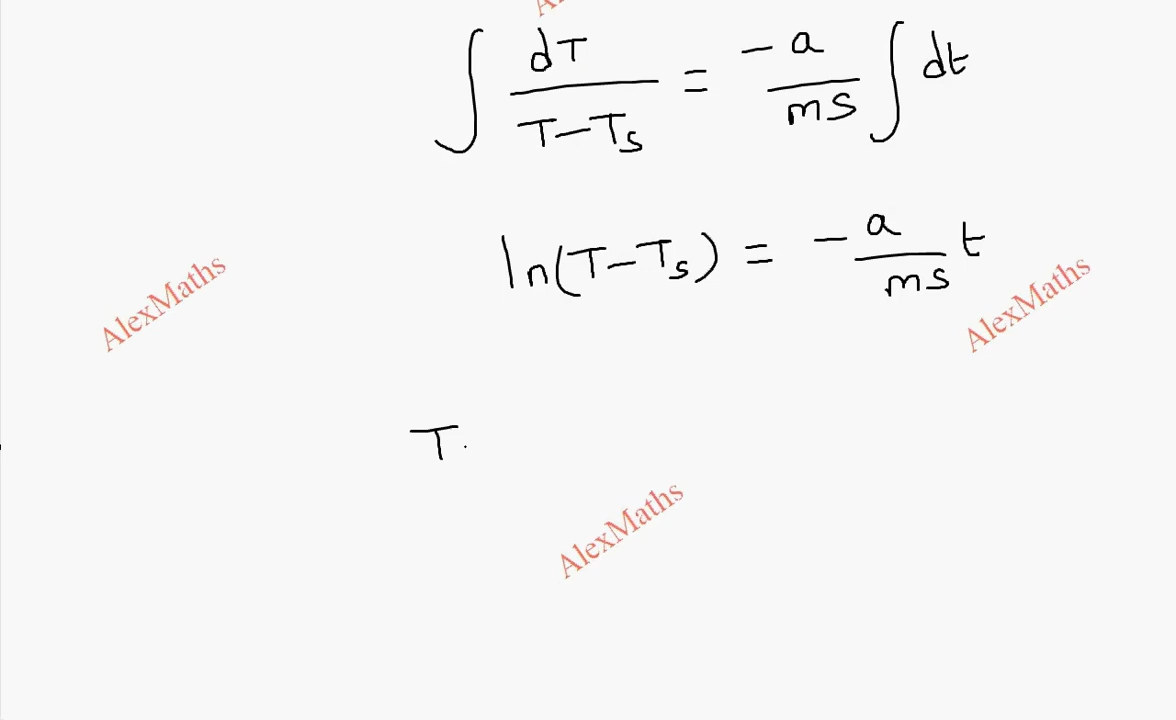 ∫ dT / T−Ts = −a / ms ∫ dt
ln(T−Ts) = −a / ms t
AlexMaths
AlexMaths
T
AlexMaths